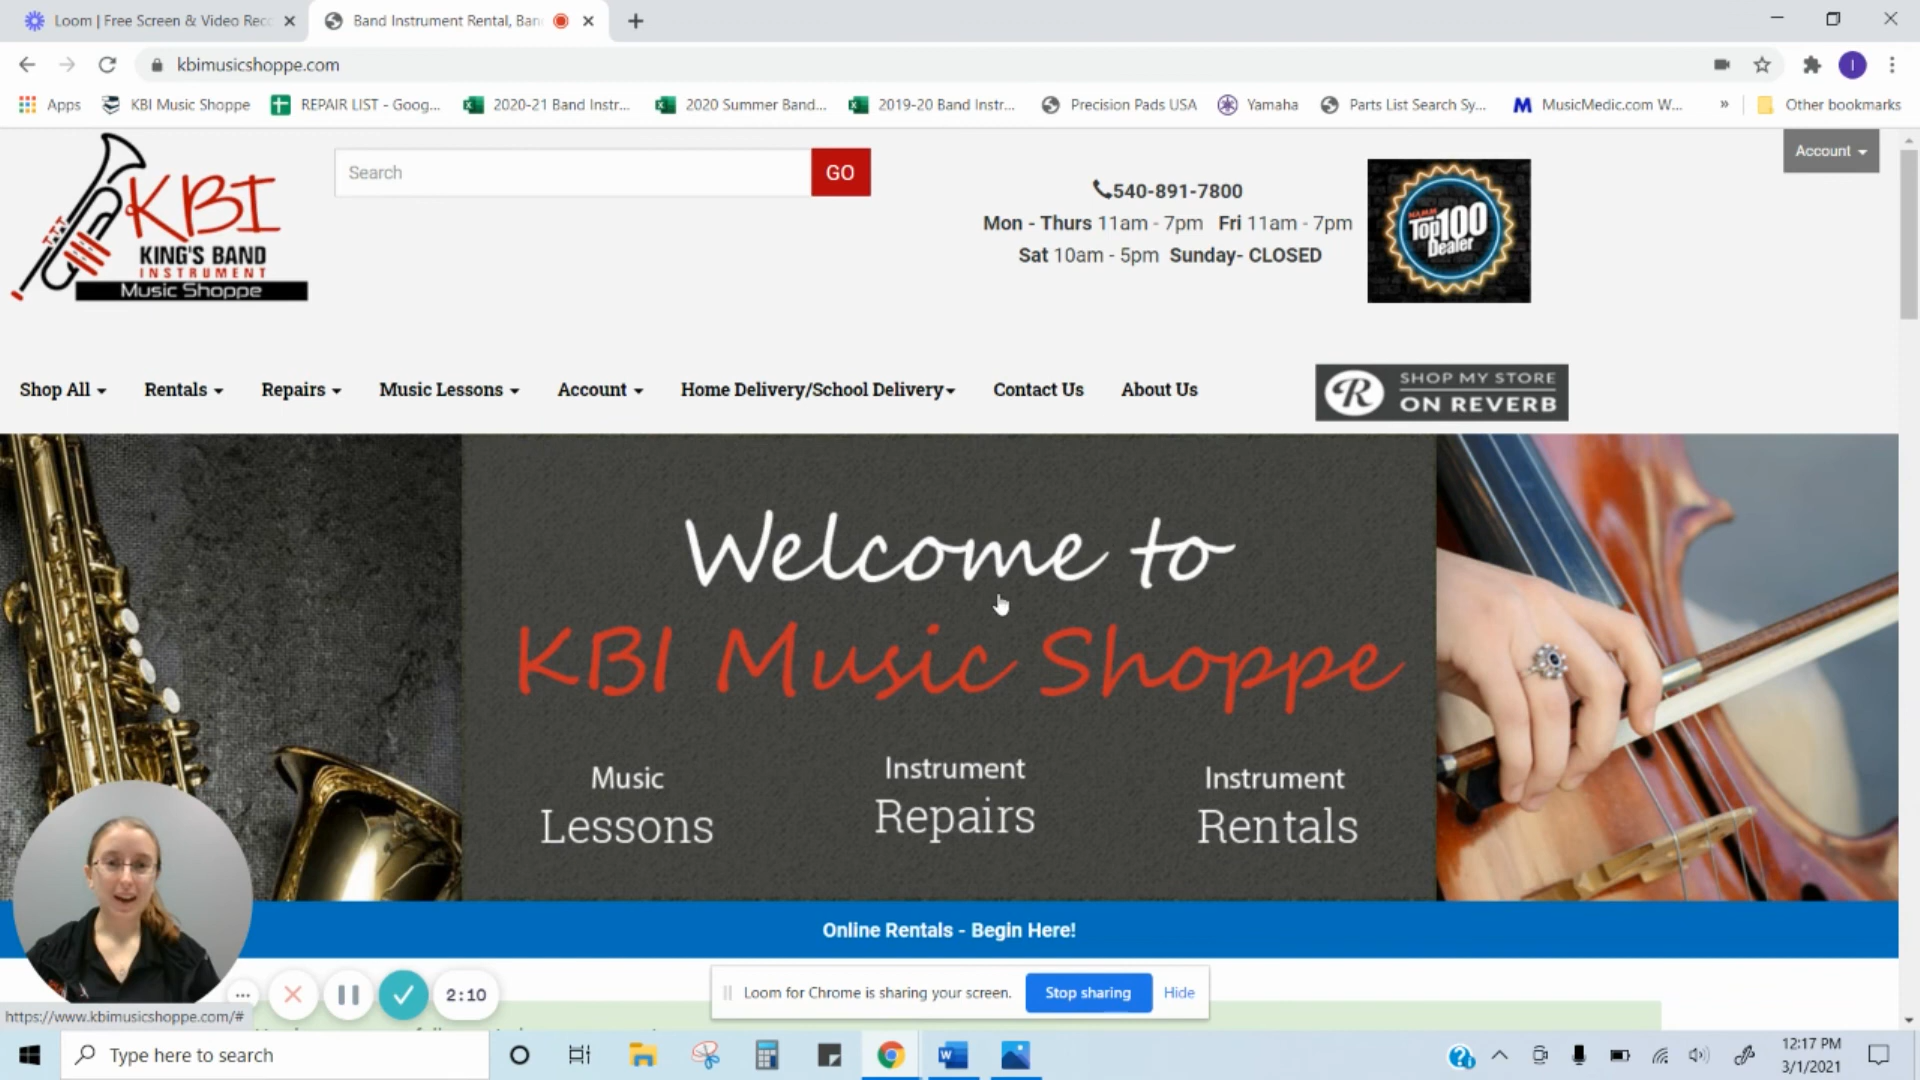 Loom | Free Screen & Video Rec
Band Instrument Rental, Ban
kbimusicshoppe.com
I
Apps
KBI Music Shoppe
REPAIR LIST - Goog...
2020-21 Band Instr...
2020 Summer Band...
2019-20 Band Instr...
Precision Pads USA
Yamaha
Parts List Search Sy...
MusicMedic.com W...
»
Other bookmarks
KBI
KING'S BAND
INSTRUMENT
Music Shoppe
Search
GO
540-891-7800
Mon - Thurs 11am - 7pm Fri 11am - 7pm
Sat 10am - 5pm Sunday- CLOSED
NAMM
Top100
Dealer
Account
Shop All
Rentals
Repairs
Music Lessons
Account
Home Delivery/School Delivery
Contact Us
About Us
R
SHOP MY STORE
ON REVERB
Welcome to
KBI Music Shoppe
Music
Lessons
Instrument
Repairs
Instrument
Rentals
Online Rentals - Begin Here!
2:10
Loom for Chrome is sharing your screen.
Stop sharing
Hide
https://www.kbimusicshoppe.com/#
Type here to search
12:17 PM
3/1/2021